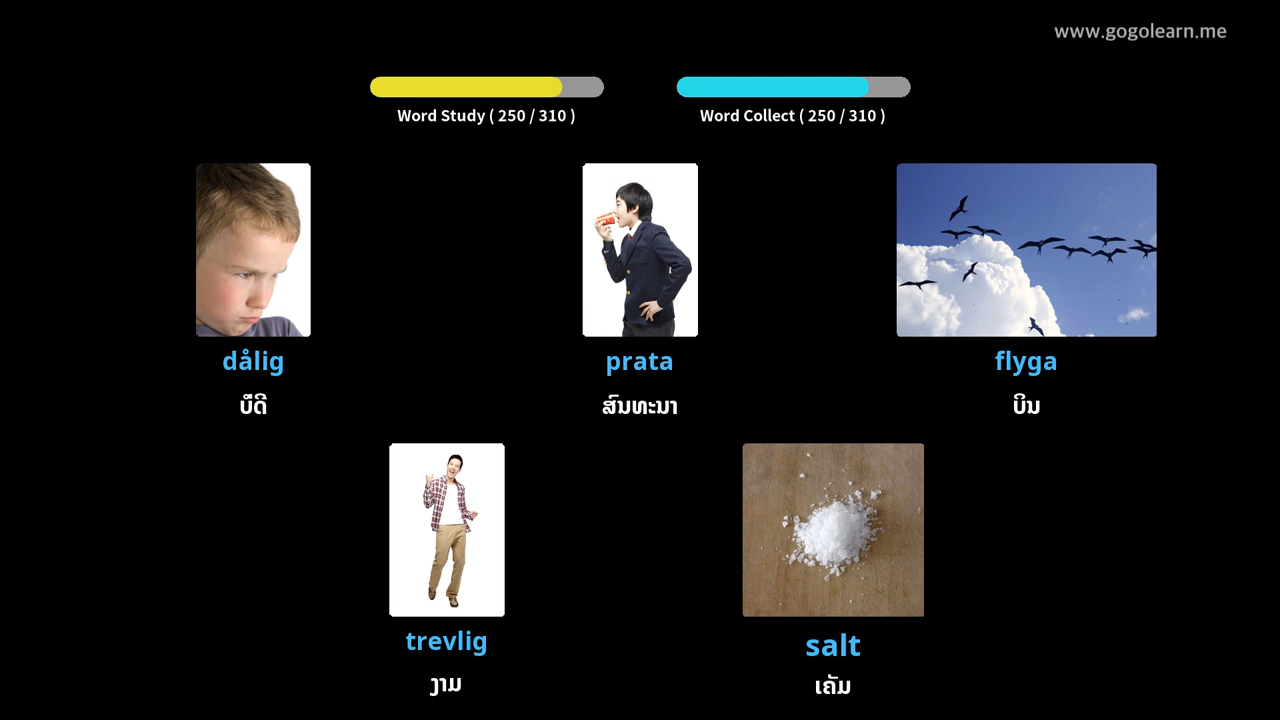 www.gogolearn.me
Word Study ( 250 / 310 )
Word Collect ( 250 / 310 )
dålig
prata
flyga
ບໍ່ດີ
ສົນທະນາ
ບິນ
trevlig
salt
ງາມ
ເຄັມ